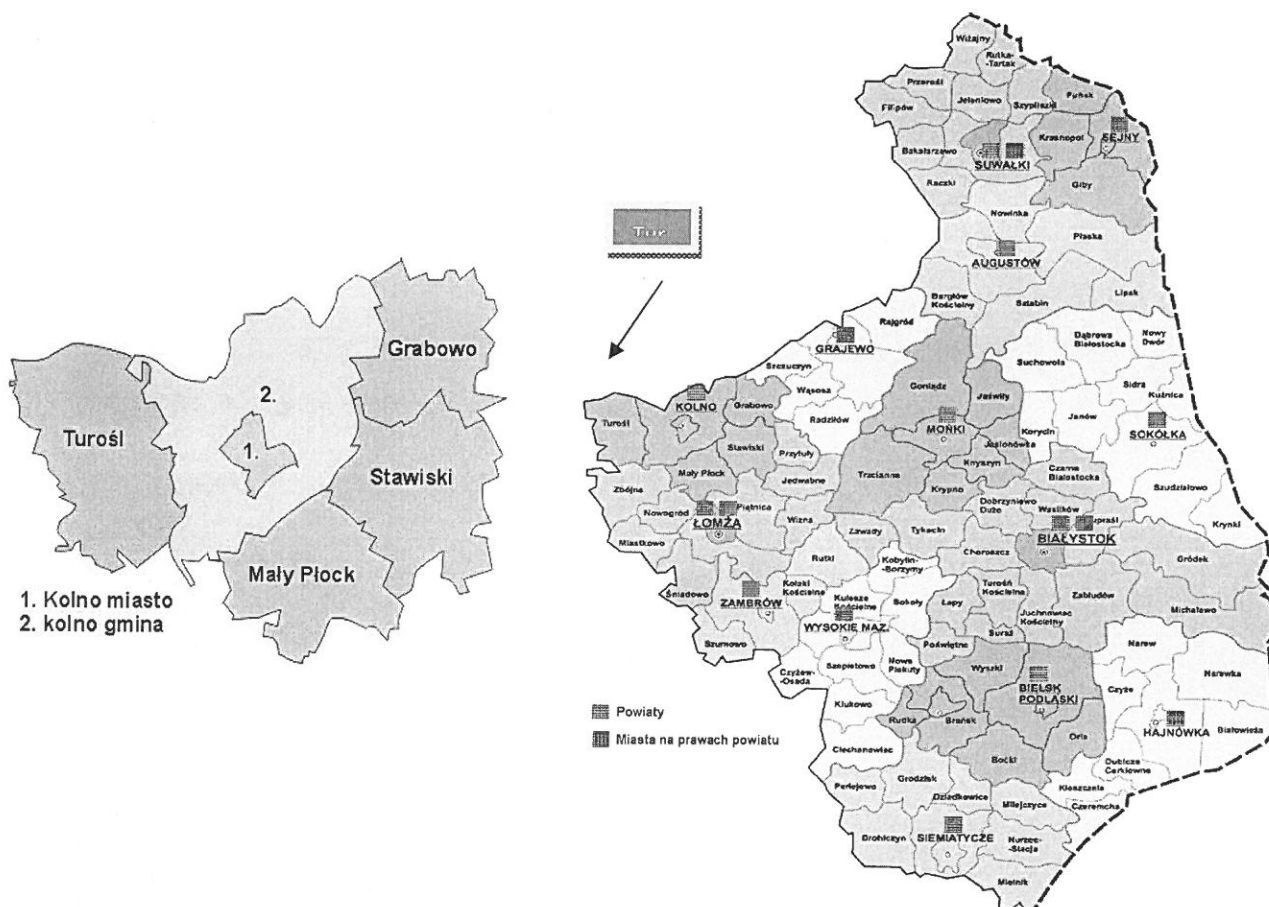 Grabowo
2.
Turośl
1.
Stawiski
Mały Płock
1. Kolno miasto
2. kolno gmina
Tur
Wiżajny
Rutka-
-Tartak
Przerośl
Filipów
Jeleniewo
Szypliszki
Puńsk
Krasnopol
SEJNY
Bakałarzewo
SUWAŁKI
Raczki
Giby
Nowinka
Płaska
AUGUSTÓW
Bargłów
Kościelny
Sztabin
Lipsk
Rajgród
GRAJEWO
Dąbrowa
Białostocka
Nowy
Dwór
Suchowola
Szczuczyn
Wąsosz
Goniądz
Jaświły
Sidra
Kuźnica
KOLNO
Grabowo
Radziłów
MOŃKI
Janów
SOKÓŁKA
Turośl
Stawiski
Przytuły
Jasionówka
Korycin
Mały Płock
Jedwabne
Trzcianne
Knyszyn
Czarna
Białostocka
Zbójna
Krypno
Dobrzyniewo
Duże
Szudziałowo
Nowogród
Piątnica
ŁOMŻA
Wizna
Wasilków
Krynki
Miastkowo
Zawady
Tykocin
BIAŁYSTOK
Choroszcz
Gródek
Rutki
Kobylin-
-Borzymy
Śniadowo
ZAMBRÓW
Kołaki
Kościelne
Kulesze
Kościelne
Sokoły
Łapy
Turośń
Kościelna
Zabłudów
Juchnowiec
Kościelny
Michałowo
WYSOKIE MAZ.
Suraż
Szumowo
Poświętne
Narew
Czyżew-
-Osada
Szepietowo
Nowe
Piekuty
Wyszki
Narewka
BIELSK
PODLASKI
Czyże
Klukowo
Rudka
Brańsk
HAJNÓWKA
Białowieża
Powiaty
Miasta na prawach powiatu
Ciechanowiec
Orla
Boćki
Dubicze
Cerkiewne
Perlejewo
Grodzisk
Dziadkowice
Kleszczele
Milejczyce
Czeremcha
Drohiczyn
SIEMIATYCZE
Nurzec-
-Stacja
Mielnik